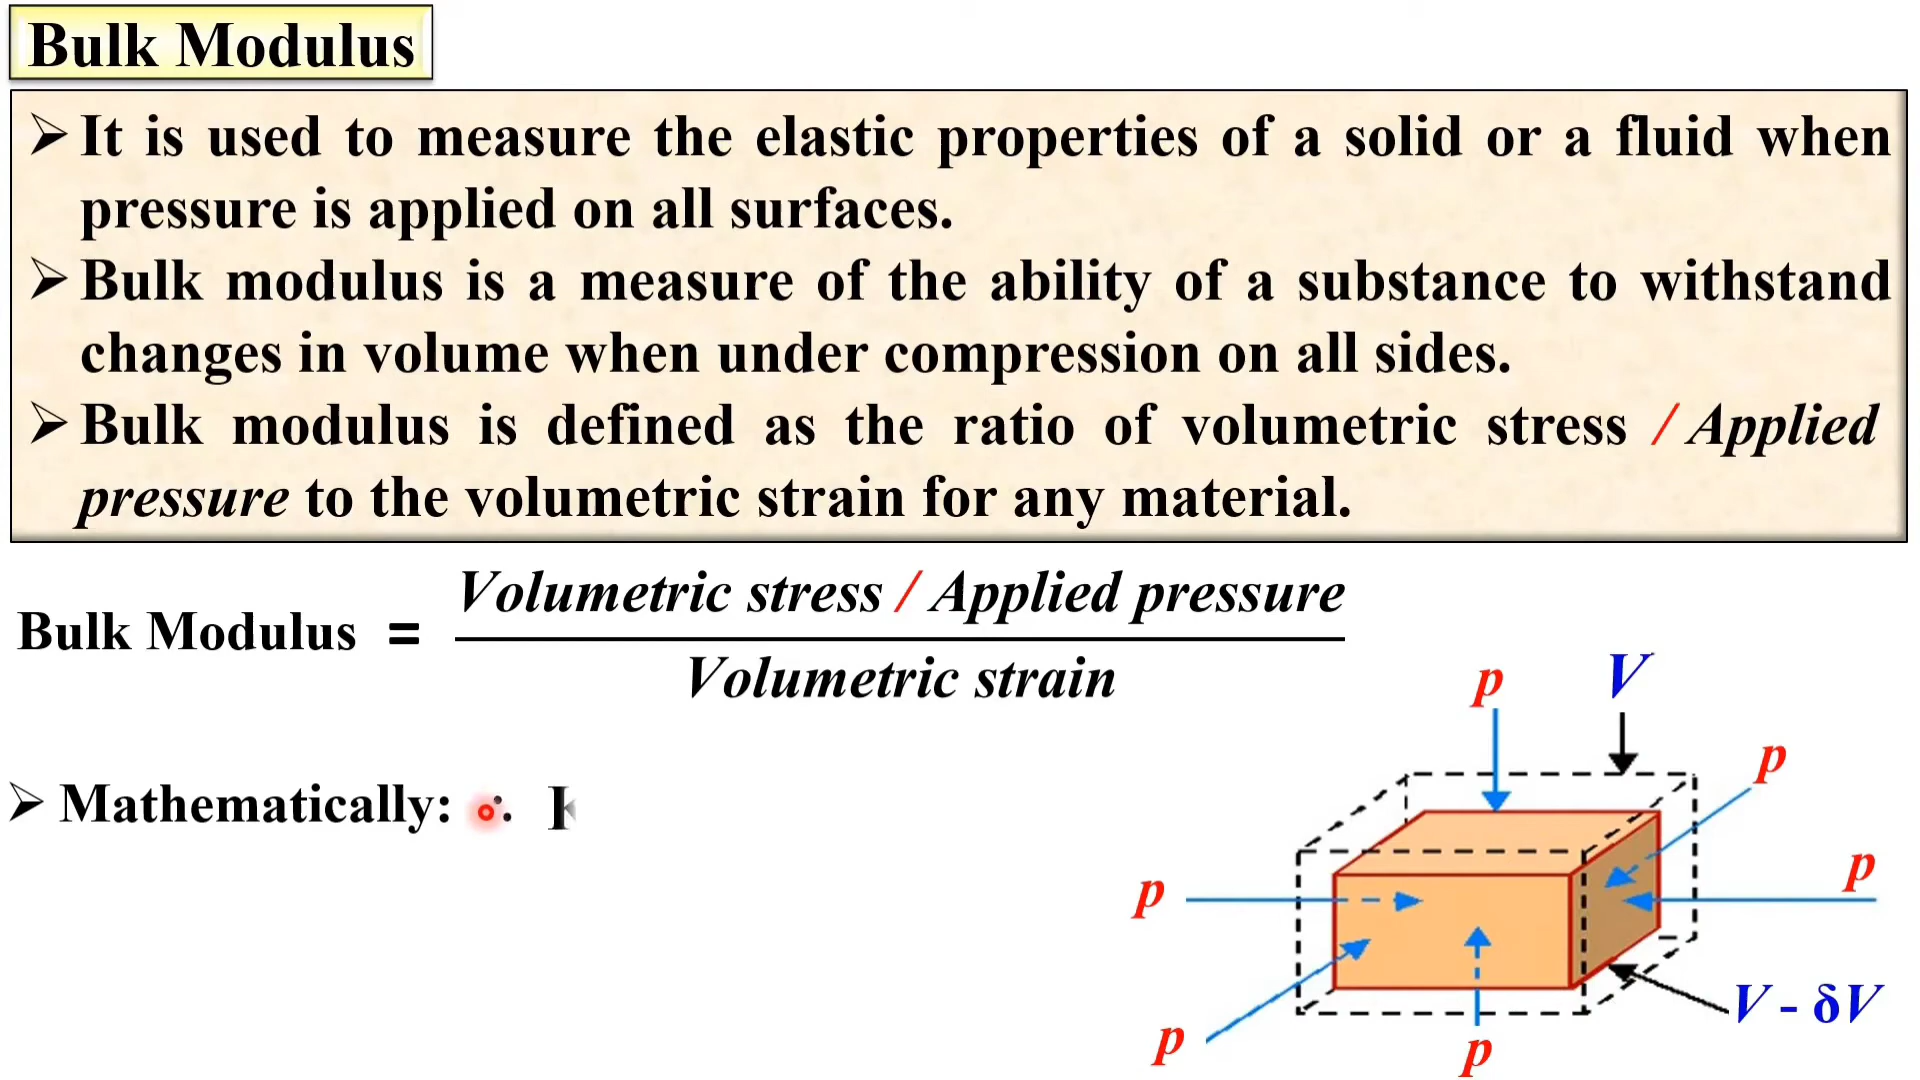 Bulk Modulus
➢ It is used to measure the elastic properties of a solid or a fluid when
pressure is applied on all surfaces.
➢ Bulk modulus is a measure of the ability of a substance to withstand
changes in volume when under compression on all sides.
➢ Bulk modulus is defined as the ratio of volumetric stress / Applied
pressure to the volumetric strain for any material.
Volumetric stress / Applied pressure
Bulk Modulus =
Volumetric strain
p
V
p
➢ Mathematically: ∴ K
p
p
V - δV
p
p